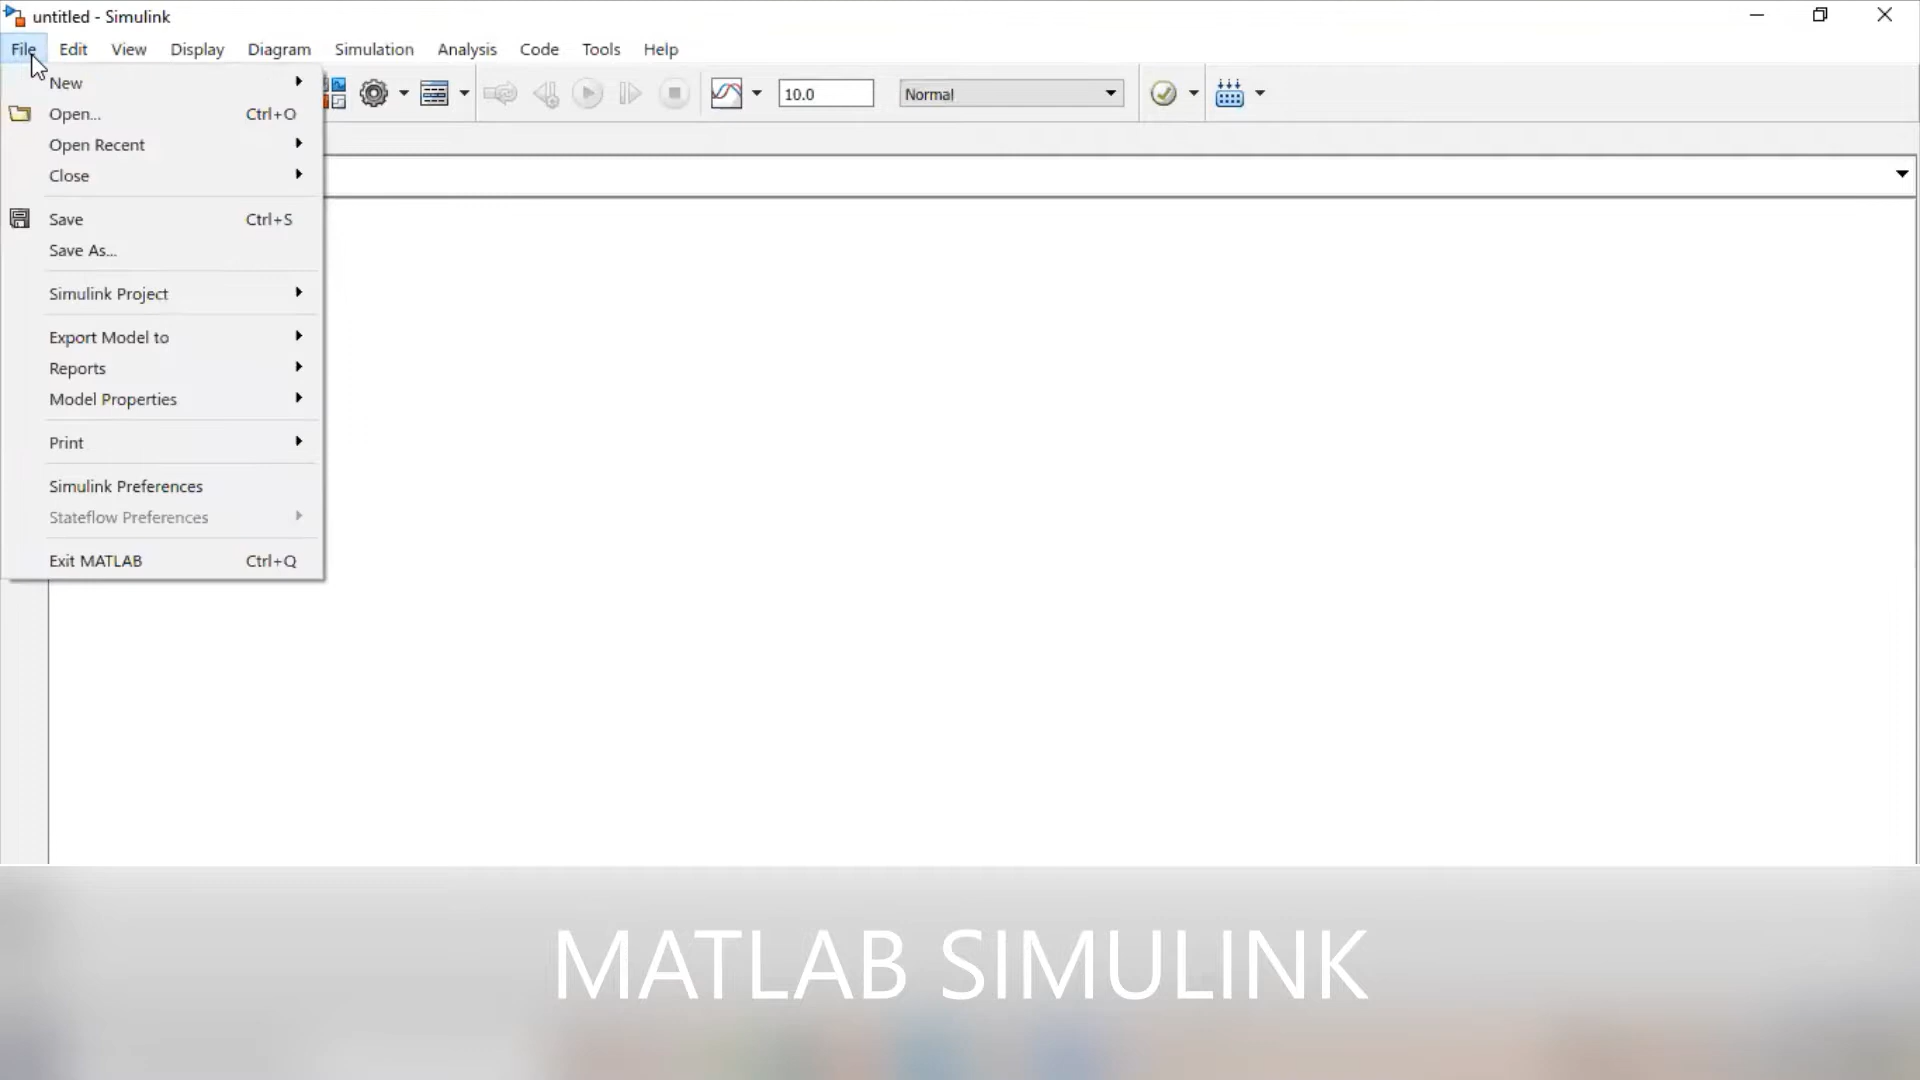 untitled - Simulink
File Edit View Display Diagram Simulation Analysis Code Tools Help
10.0 Normal
New
Open... Ctrl+O
Open Recent
Close
Save Ctrl+S
Save As...
Simulink Project
Export Model to
Reports
Model Properties
Print
Simulink Preferences
Stateflow Preferences
Exit MATLAB Ctrl+Q
MATLAB SIMULINK